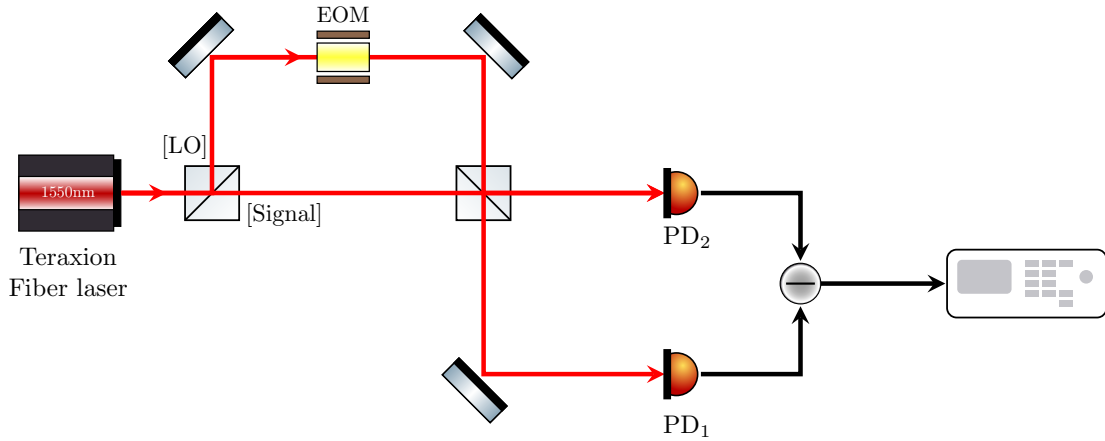 EOM
[LO]
1550nm
[Signal]
Teraxion
Fiber laser
PD₂
PD₁